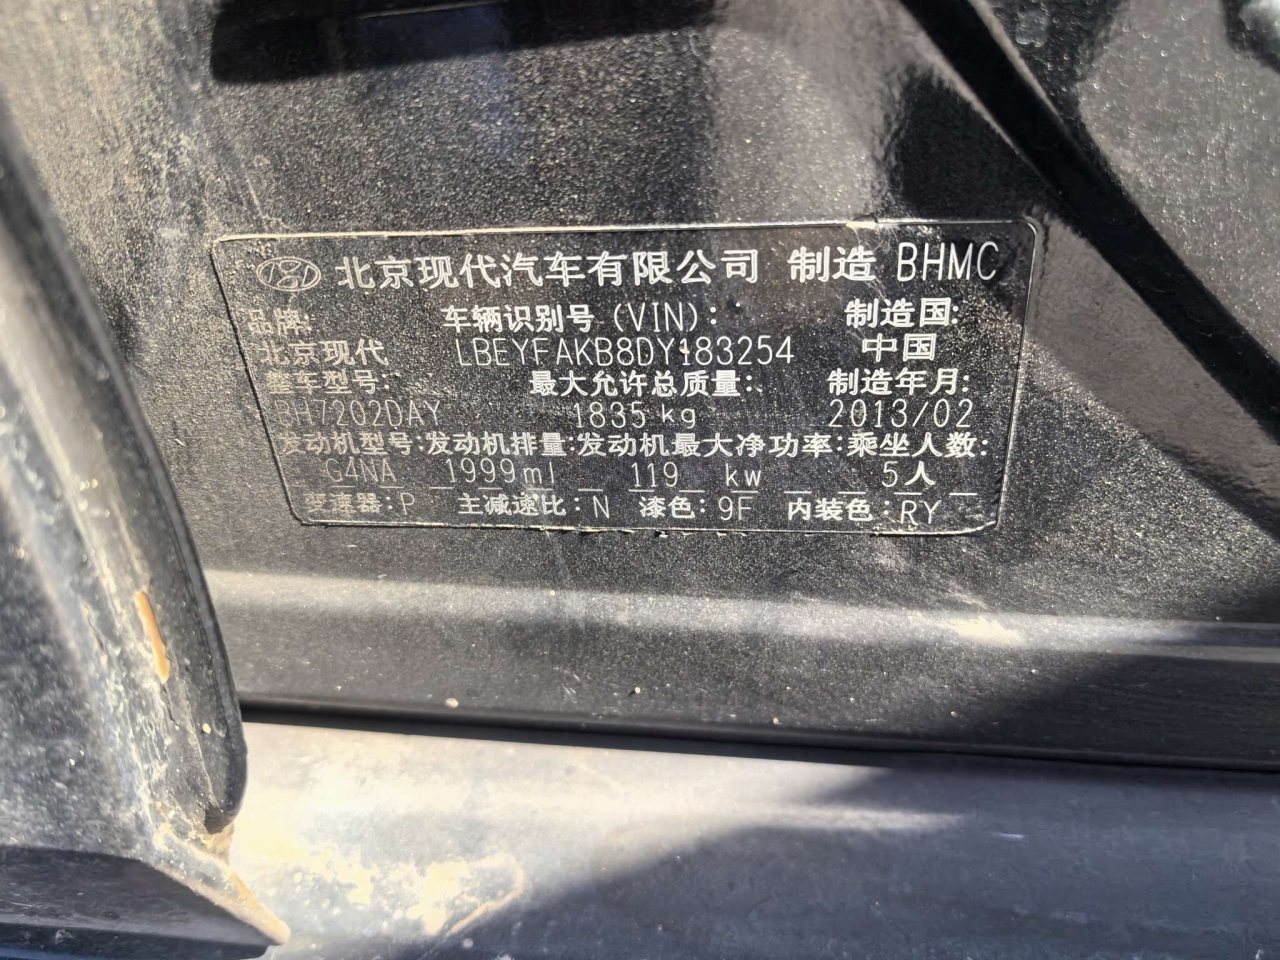 北京现代汽车有限公司 制造 BHMC
品牌: 车辆识别号(VIN): 制造国:
北京现代 LBEYFAKB8DY183254 中国
整车型号: 最大允许总质量: 制造年月:
BH7202DAY 1835 kg 2013/02
发动机型号: 发动机排量: 发动机最大净功率: 乘坐人数:
G4NA 1999ml 119 kw 5人
变速器: P 主减速比: N 漆色: 9F 内装色: RY